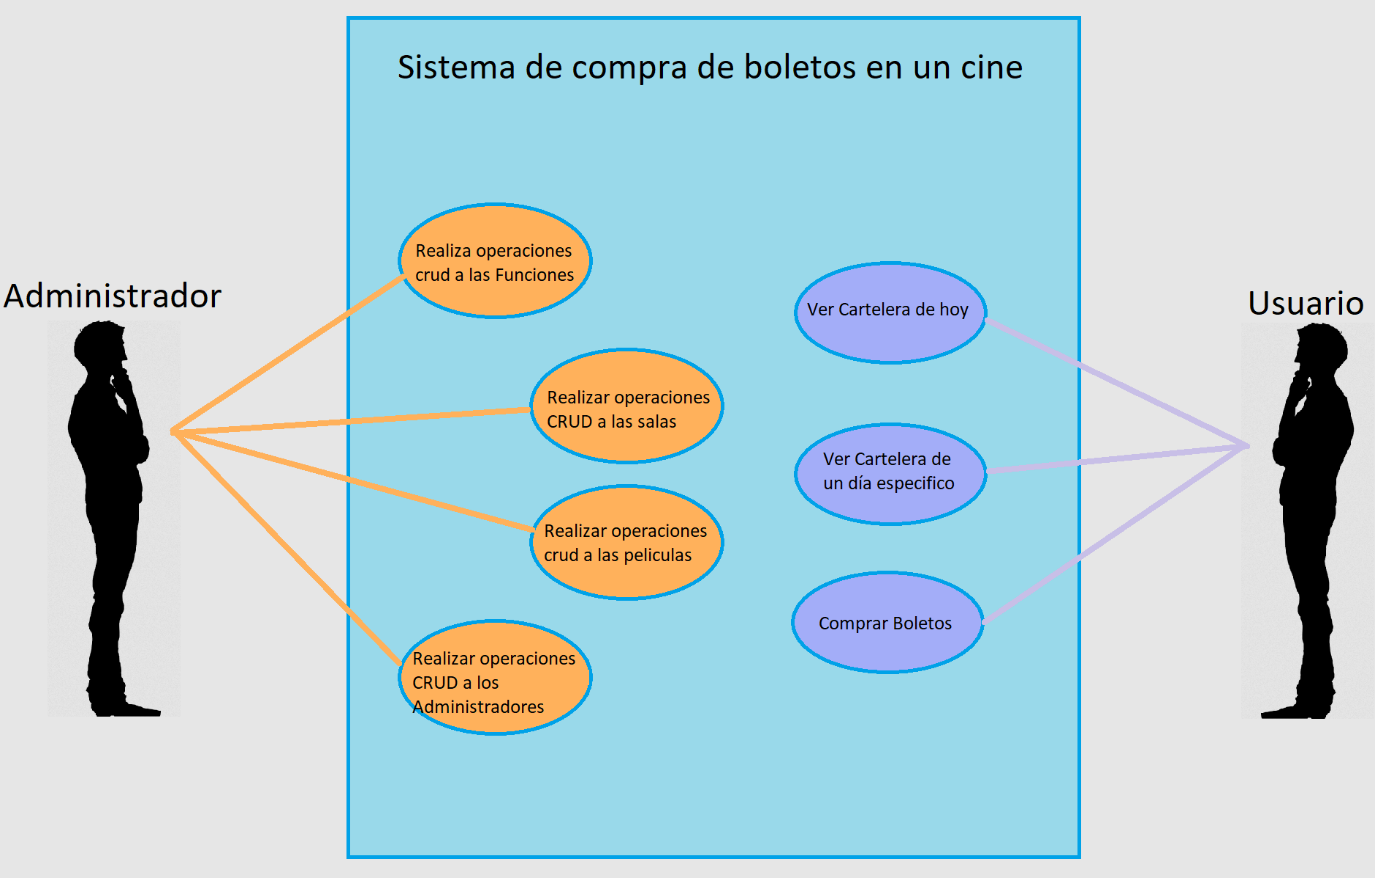 Sistema de compra de boletos en un cine
Administrador
Realiza operaciones
crud a las Funciones
Realizar operaciones
CRUD a las salas
Realizar operaciones
crud a las peliculas
Realizar operaciones
CRUD a los
Administradores
Ver Cartelera de hoy
Ver Cartelera de
un día especifico
Comprar Boletos
Usuario